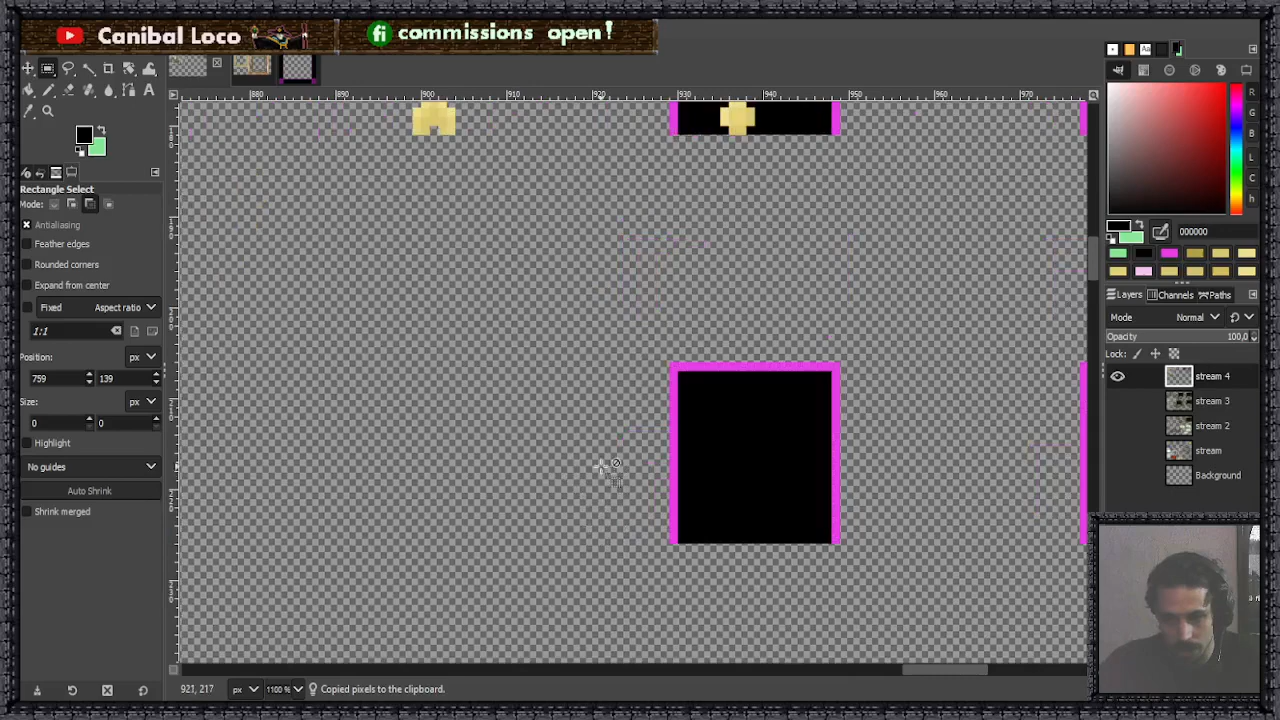 Canibal Loco
fi commissions open!
880 890 900 910 920 930 940 950 960 970
Aa
Rectangle Select
Mode:
Antialiasing
Feather edges
Rounded corners
Expand from center
Fixed Aspect ratio
1:1
Position: px
759 139
Size: px
0 0
Highlight
No guides
Auto Shrink
Shrink merged
R
G
B
L
C
h
000000
Layers Channels Paths
Mode Normal
Opacity 100,0
Lock:
stream 4
stream 3
stream 2
stream
Background
921, 217 px 1100 % Copied pixels to the clipboard.